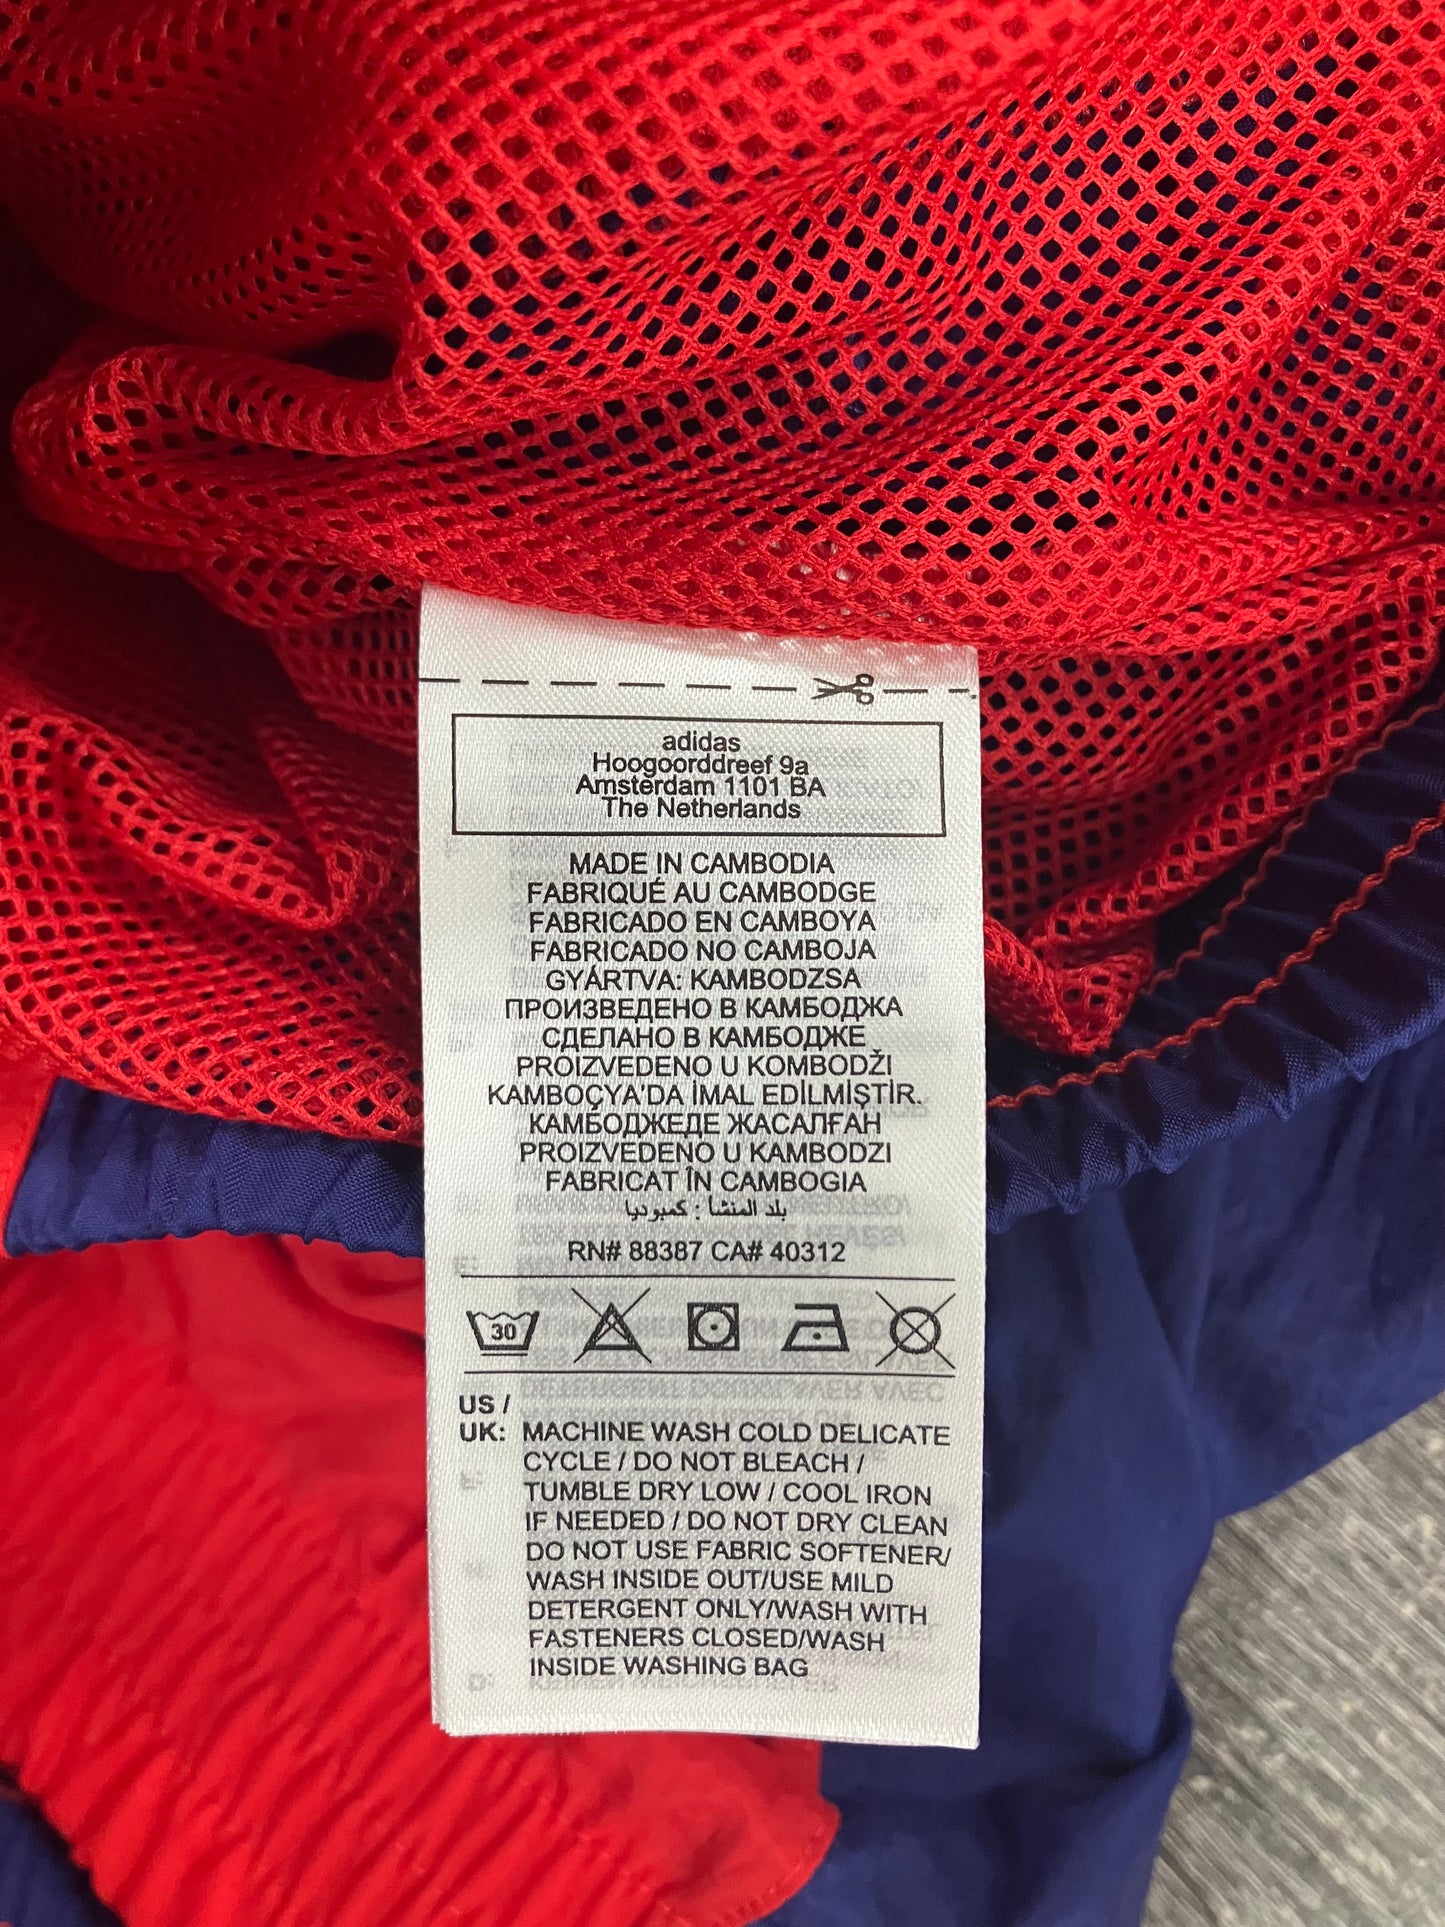 adidas
Hoogoorddreef 9a
Amsterdam 1101 BA
The Netherlands
MADE IN CAMBODIA
FABRIQUÉ AU CAMBODGE
FABRICADO EN CAMBOYA
FABRICADO NO CAMBOJA
GYÁRTVA: KAMBODZSA
ПРОИЗВЕДЕНО В КАМБОДЖА
СДЕЛАНО В КАМБОДЖЕ
PROIZVEDENO U KOMBODŽI
KAMBOÇYA'DA İMAL EDİLMİŞTİR.
КАМБОДЖЕДЕ ЖАСАЛҒАН
PROIZVEDENO U KAMBODZI
FABRICAT ÎN CAMBOGIA
بلد المنشأ : كمبوديا
RN# 88387 CA# 40312
30
US /
UK: MACHINE WASH COLD DELICATE
CYCLE / DO NOT BLEACH /
TUMBLE DRY LOW / COOL IRON
IF NEEDED / DO NOT DRY CLEAN
DO NOT USE FABRIC SOFTENER/
WASH INSIDE OUT/USE MILD
DETERGENT ONLY/WASH WITH
FASTENERS CLOSED/WASH
INSIDE WASHING BAG